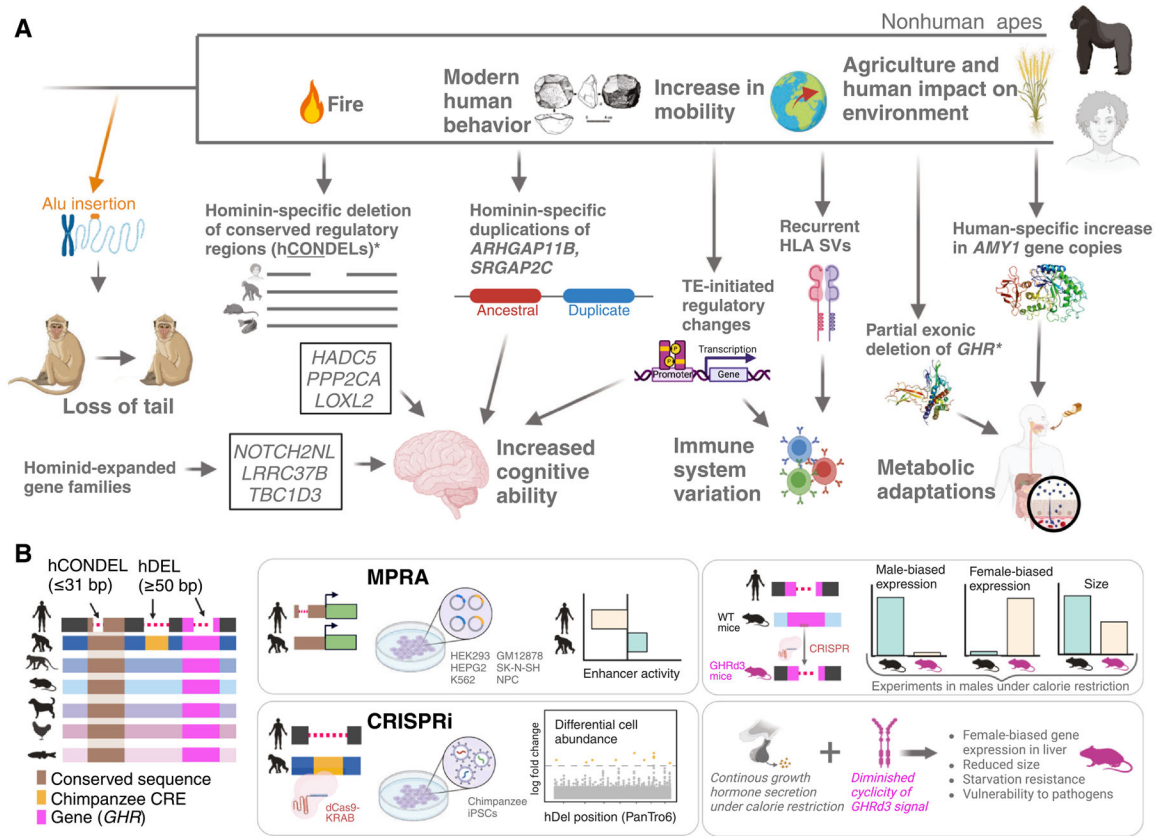 A
Nonhuman apes
Fire
Modern
human
behavior
Increase in
mobility
Agriculture and
human impact on
environment
Alu insertion
Loss of tail
Hominin-specific deletion
of conserved regulatory
regions (hCONDELs)*
Hominin-specific
duplications of
ARHGAP11B,
SRGAP2C
Ancestral
Duplicate
TE-initiated
regulatory
changes
Transcription
P
P
Promoter
Gene
Recurrent
HLA SVs
Partial exonic
deletion of GHR*
Human-specific increase
in AMY1 gene copies
HADC5
PPP2CA
LOXL2
Hominid-expanded
gene families
NOTCH2NL
LRRC37B
TBC1D3
Increased
cognitive
ability
Immune
system
variation
Metabolic
adaptations
B
hCONDEL
(≤31 bp)
hDEL
(≥50 bp)
Conserved sequence
Chimpanzee CRE
Gene (GHR)
MPRA
HEK293
HEPG2
K562
GM12878
SK-N-SH
NPC
Enhancer activity
CRISPRi
dCas9-
KRAB
Chimpanzee
iPSCs
Differential cell
abundance
log fold change
hDel position (PanTro6)
WT
mice
CRISPR
GHRd3
mice
Male-biased
expression
Female-biased
expression
Size
Experiments in males under calorie restriction
Continous growth
hormone secretion
under calorie restriction
+
Diminished
cyclicity of
GHRd3 signal
• Female-biased gene
expression in liver
• Reduced size
• Starvation resistance
• Vulnerability to pathogens